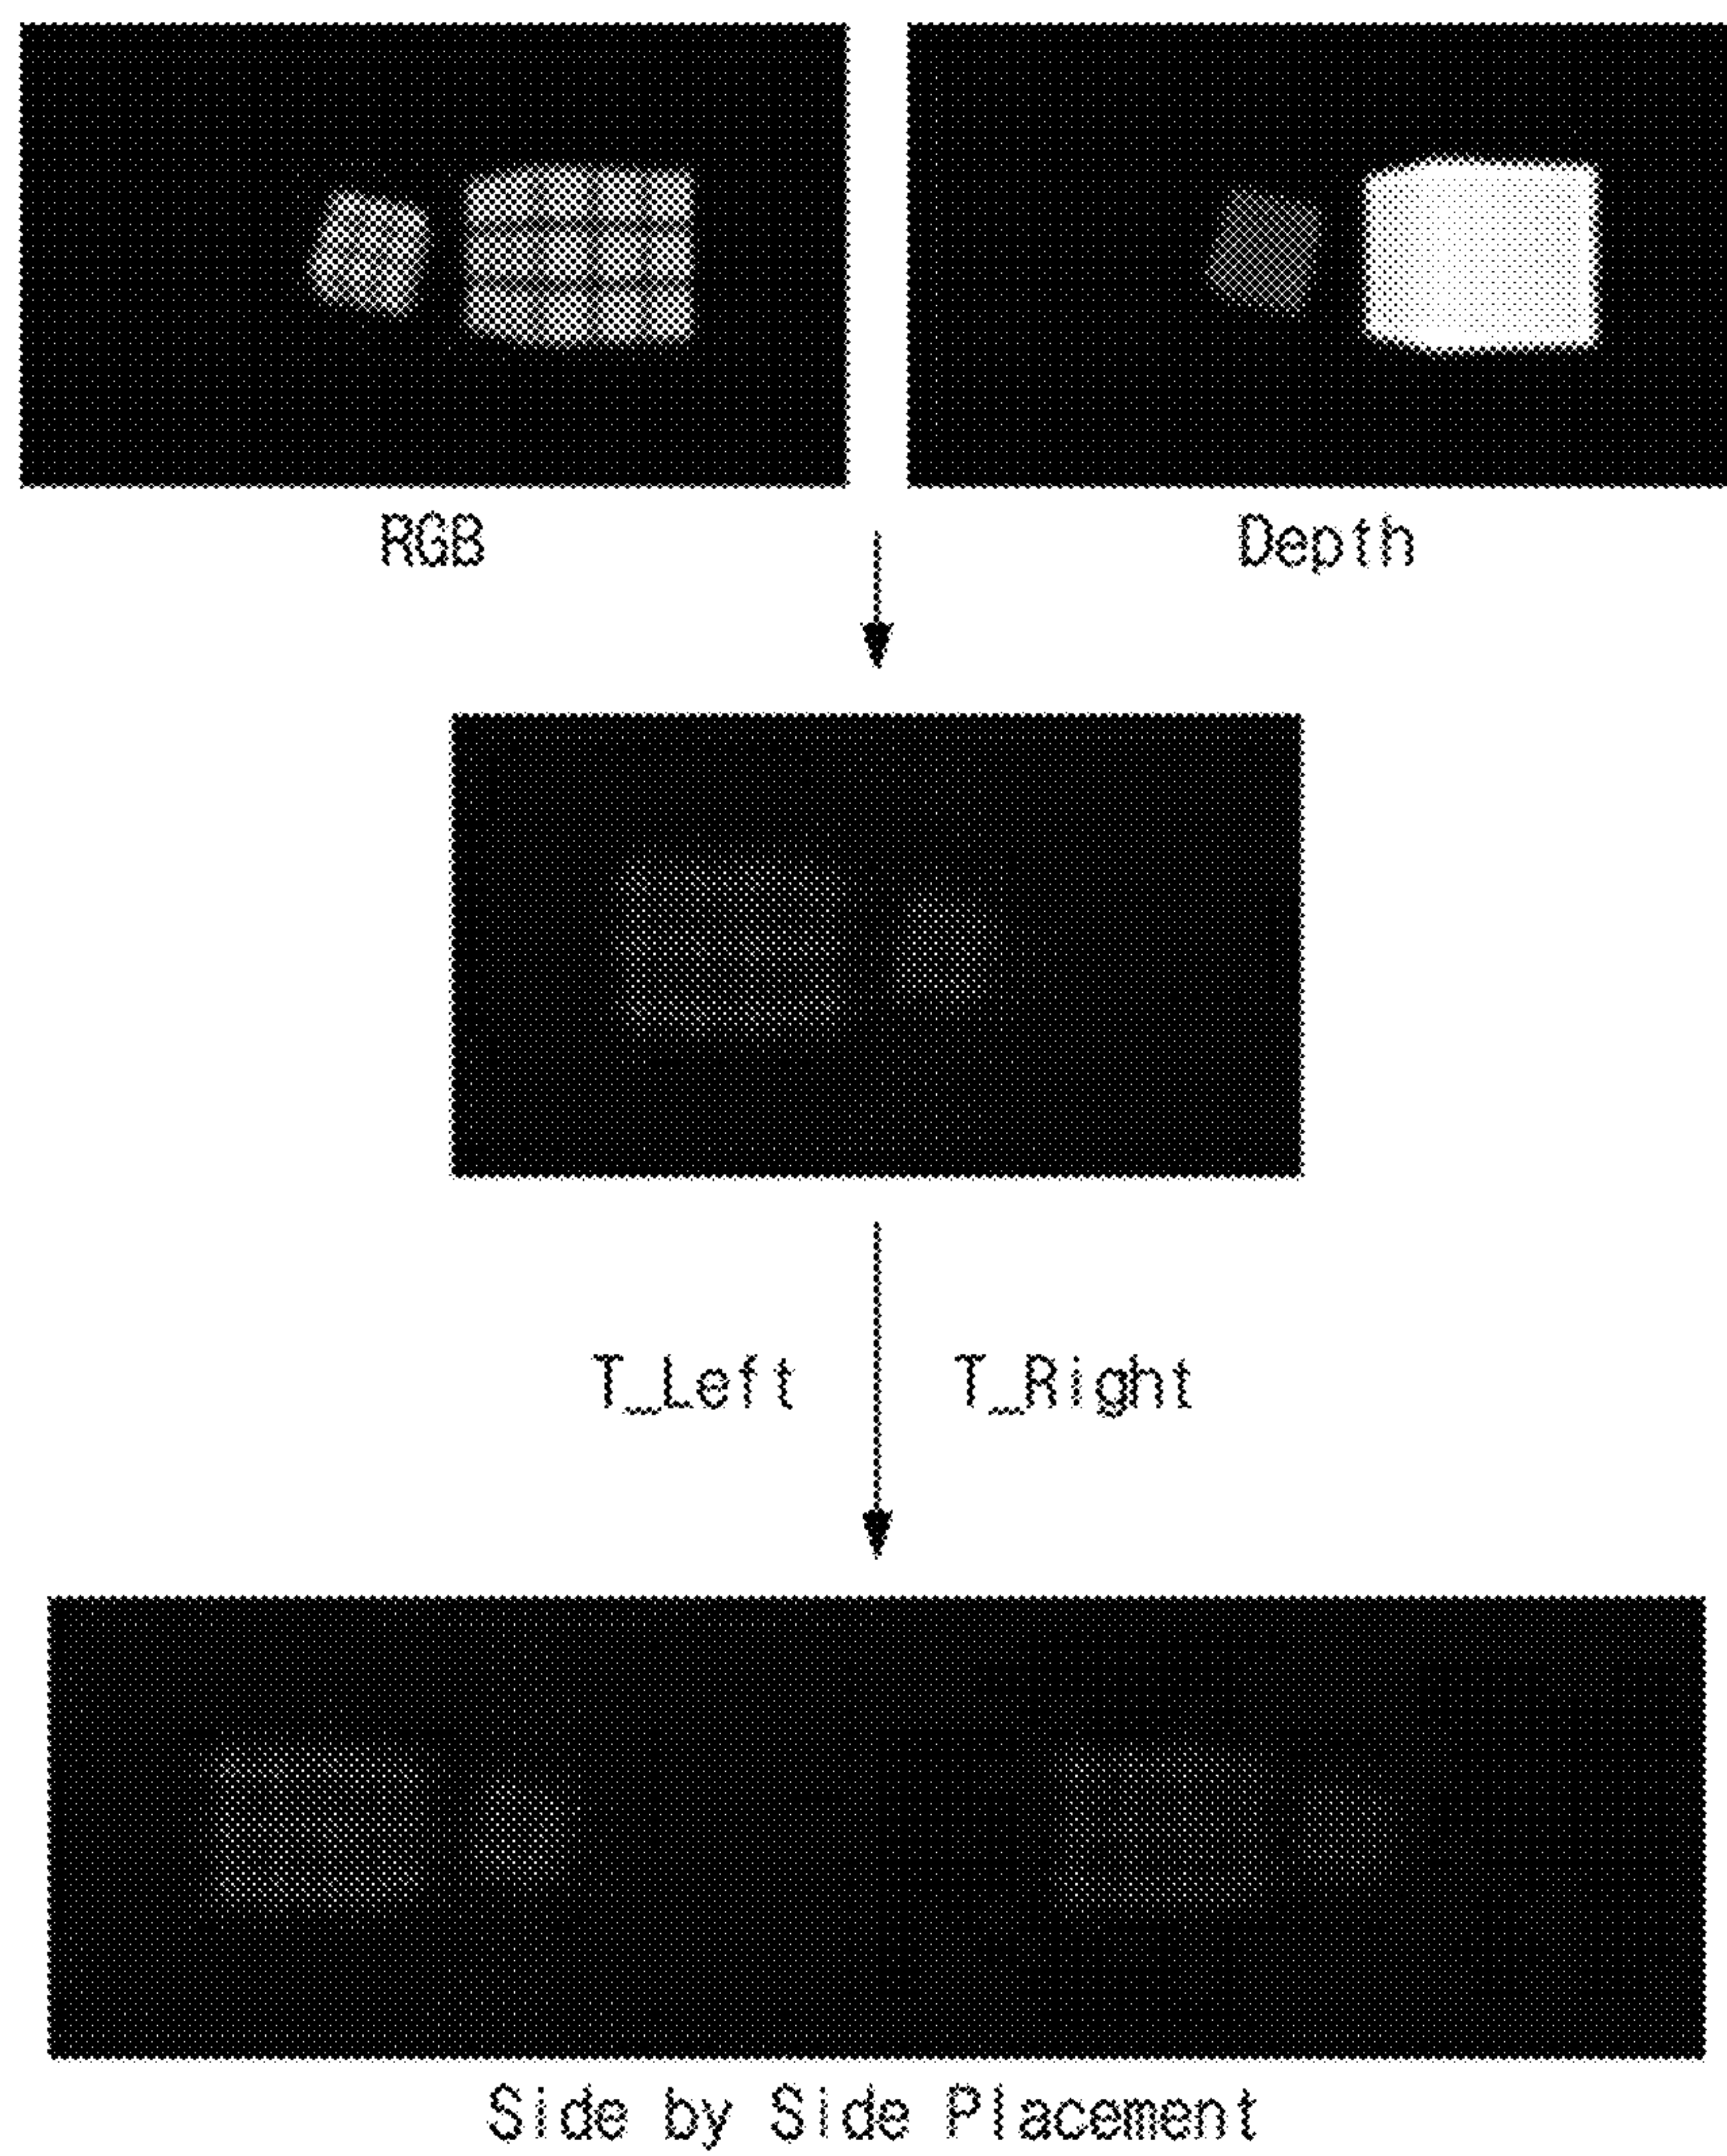 RGB
Depth
T_Left
T_Right
Side by Side Placement